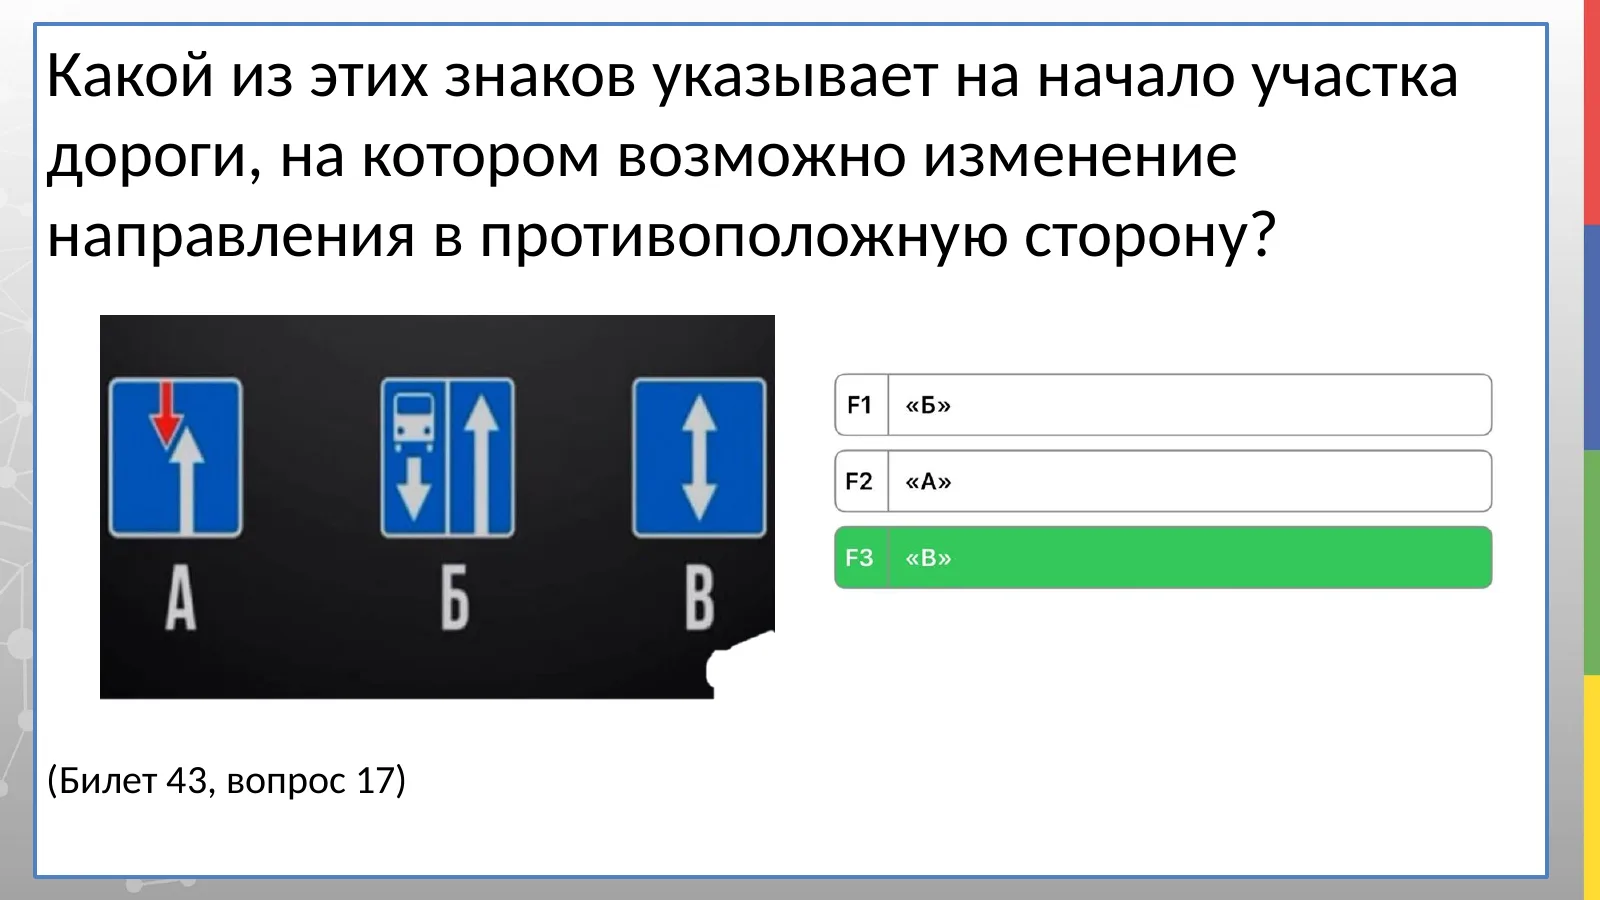 Какой из этих знаков указывает на начало участка
дороги, на котором возможно изменение
направления в противоположную сторону?
А Б В
F1 «Б»
F2 «А»
F3 «В»
(Билет 43, вопрос 17)